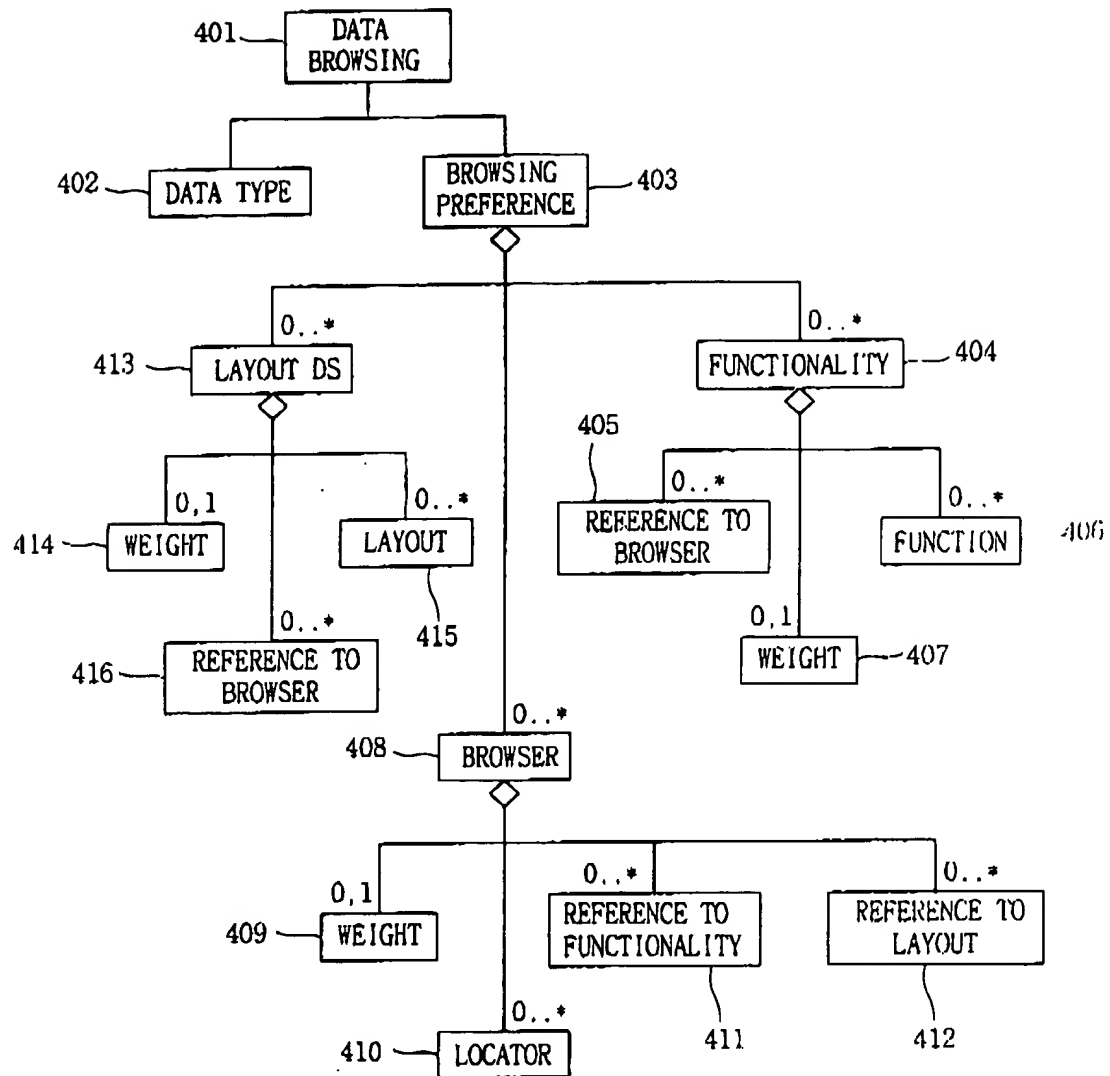 401
DATA
BROWSING
402
DATA TYPE
BROWSING
PREFERENCE
403
0..*
0..*
413
LAYOUT DS
FUNCTIONALITY
404
405
0,1
0..*
0..*
0..*
414
WEIGHT
LAYOUT
415
REFERENCE TO
BROWSER
FUNCTION
406
0..*
416
REFERENCE TO
BROWSER
0,1
WEIGHT
407
0..*
408
BROWSER
0,1
0..*
0..*
409
WEIGHT
REFERENCE TO
FUNCTIONALITY
REFERENCE TO
LAYOUT
0..*
411
412
410
LOCATOR